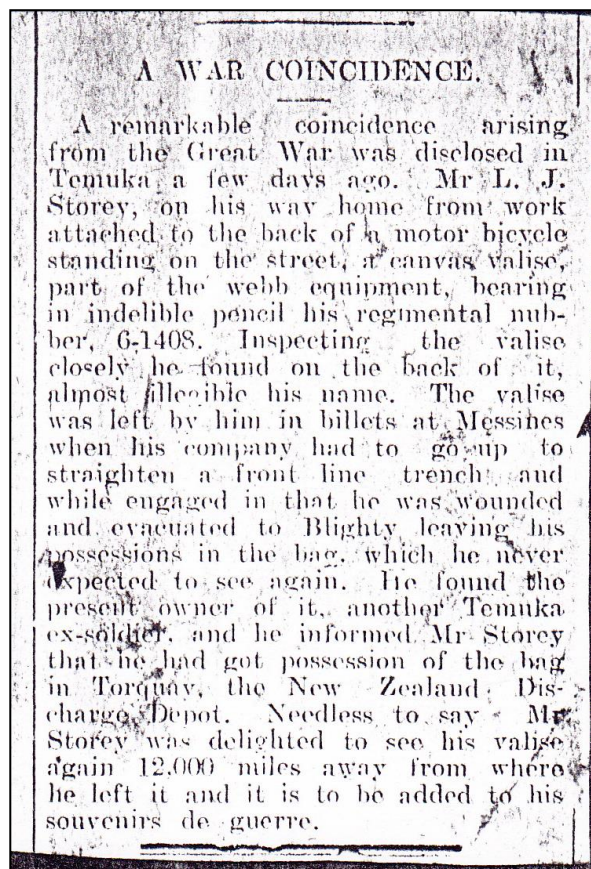 A WAR COINCIDENCE.
A remarkable coincidence arising
from the Great War was disclosed in
Temuka a few days ago. Mr L. J.
Storey, on his way home from work
attached to the back of a motor bicycle
standing on the street, a canvas valise,
part of the webb equipment, bearing
in indelible pencil his regimental nub-
ber, 6-1408. Inspecting the valise
closely he found on the back of it,
almost illegible his name. The valise
was left by him in billets at Messines
when his company had to go up to
straighten a front line trench and
while engaged in that he was wounded
and evacuated to Blighty leaving his
possessions in the bag, which he never
expected to see again. He found the
present owner of it, another Temuka
ex-soldier, and he informed Mr Storey
that he had got possession of the bag
in Torquay, the New Zealand Dis-
charge Depot. Needless to say Mr
Storey was delighted to see his valise
again 12,000 miles away from where
he left it and it is to be added to his
souvenirs de guerre.